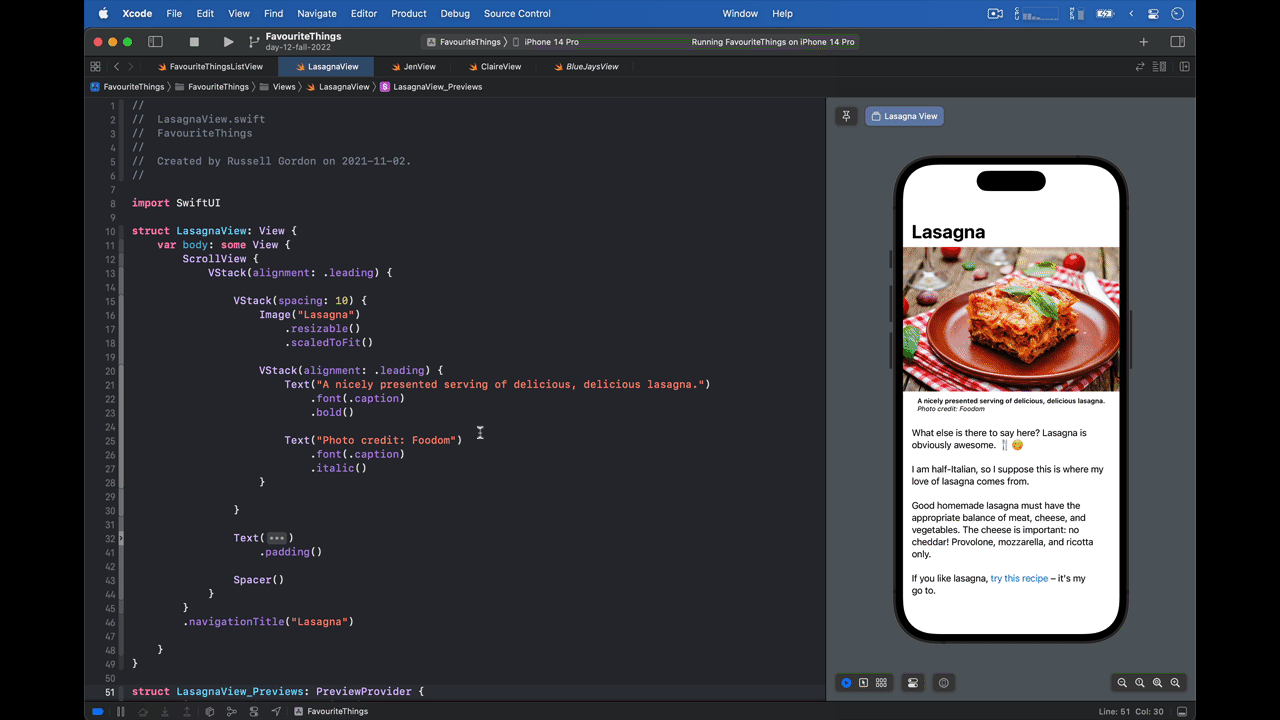 Xcode File Edit View Find Navigate Editor Product Debug Source Control Window Help
FavouriteThings
day-12-fall-2022
FavouriteThings iPhone 14 Pro Running FavouriteThings on iPhone 14 Pro
FavouriteThingsListView LasagnaView JenView ClaireView BlueJaysView
FavouriteThings FavouriteThings Views LasagnaView LasagnaView_Previews
1 //
2 // LasagnaView.swift
3 // FavouriteThings
4 //
5 // Created by Russell Gordon on 2021-11-02.
6 //
7
8 import SwiftUI
9
10 struct LasagnaView: View {
11 var body: some View {
12 ScrollView {
13 VStack(alignment: .leading) {
14
15 VStack(spacing: 10) {
16 Image("Lasagna")
17 .resizable()
18 .scaledToFit()
19
20 VStack(alignment: .leading) {
21 Text("A nicely presented serving of delicious, delicious lasagna.")
22 .font(.caption)
23 .bold()
24
25 Text("Photo credit: Foodom")
26 .font(.caption)
27 .italic()
28 }
29
30 }
31
32 Text(•••)
41 .padding()
42
43 Spacer()
44 }
45 }
46 .navigationTitle("Lasagna")
47
48 }
49 }
50
51 struct LasagnaView_Previews: PreviewProvider {
Lasagna View
Lasagna
A nicely presented serving of delicious, delicious lasagna.
Photo credit: Foodom
What else is there to say here? Lasagna is
obviously awesome. 🍴😋
I am half-Italian, so I suppose this is where my
love of lasagna comes from.
Good homemade lasagna must have the
appropriate balance of meat, cheese, and
vegetables. The cheese is important: no
cheddar! Provolone, mozzarella, and ricotta
only.
If you like lasagna, try this recipe – it's my
go to.
FavouriteThings
Line: 51 Col: 30